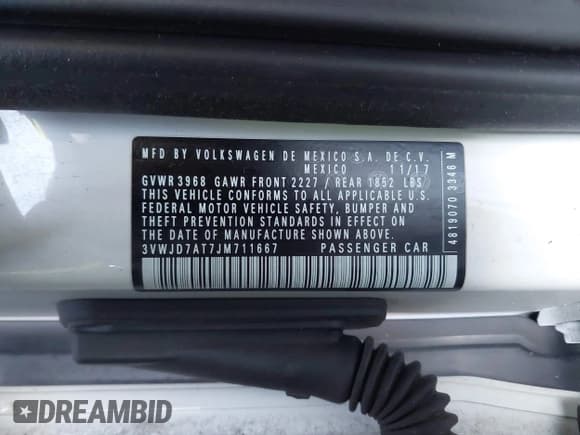 MFD BY VOLKSWAGEN DE MEXICO S.A. DE C.V.
MEXICO 11/17
GVWR 3968 GAWR FRONT 2227 / REAR 1852 LBS
THIS VEHICLE CONFORMS TO ALL APPLICABLE U.S.
FEDERAL MOTOR VEHICLE SAFETY, BUMPER AND
THEFT PREVENTION STANDARDS IN EFFECT ON
THE DATE OF MANUFACTURE SHOWN ABOVE.
3VWJD7AT7JM711667 PASSENGER CAR
4819070 3346 M
DREAMBID